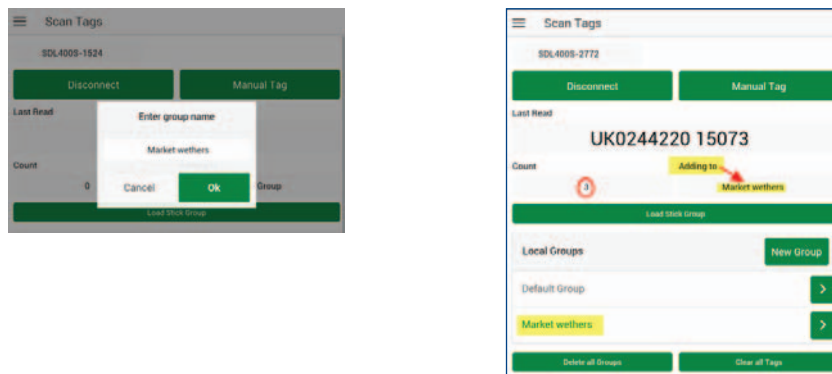 Scan Tags
SDL400S-1524
Disconnect Manual Tag
Last Read
Enter group name
Market wethers
Count
0 Cancel Ok Group
Load Stick Group
Scan Tags
SDL400S-2772
Disconnect Manual Tag
Last Read
UK0244220 15073
Count Adding to
3 Market wethers
Load Stick Group
Local Groups New Group
Default Group >
Market wethers >
Delete all Groups Clear all Tags